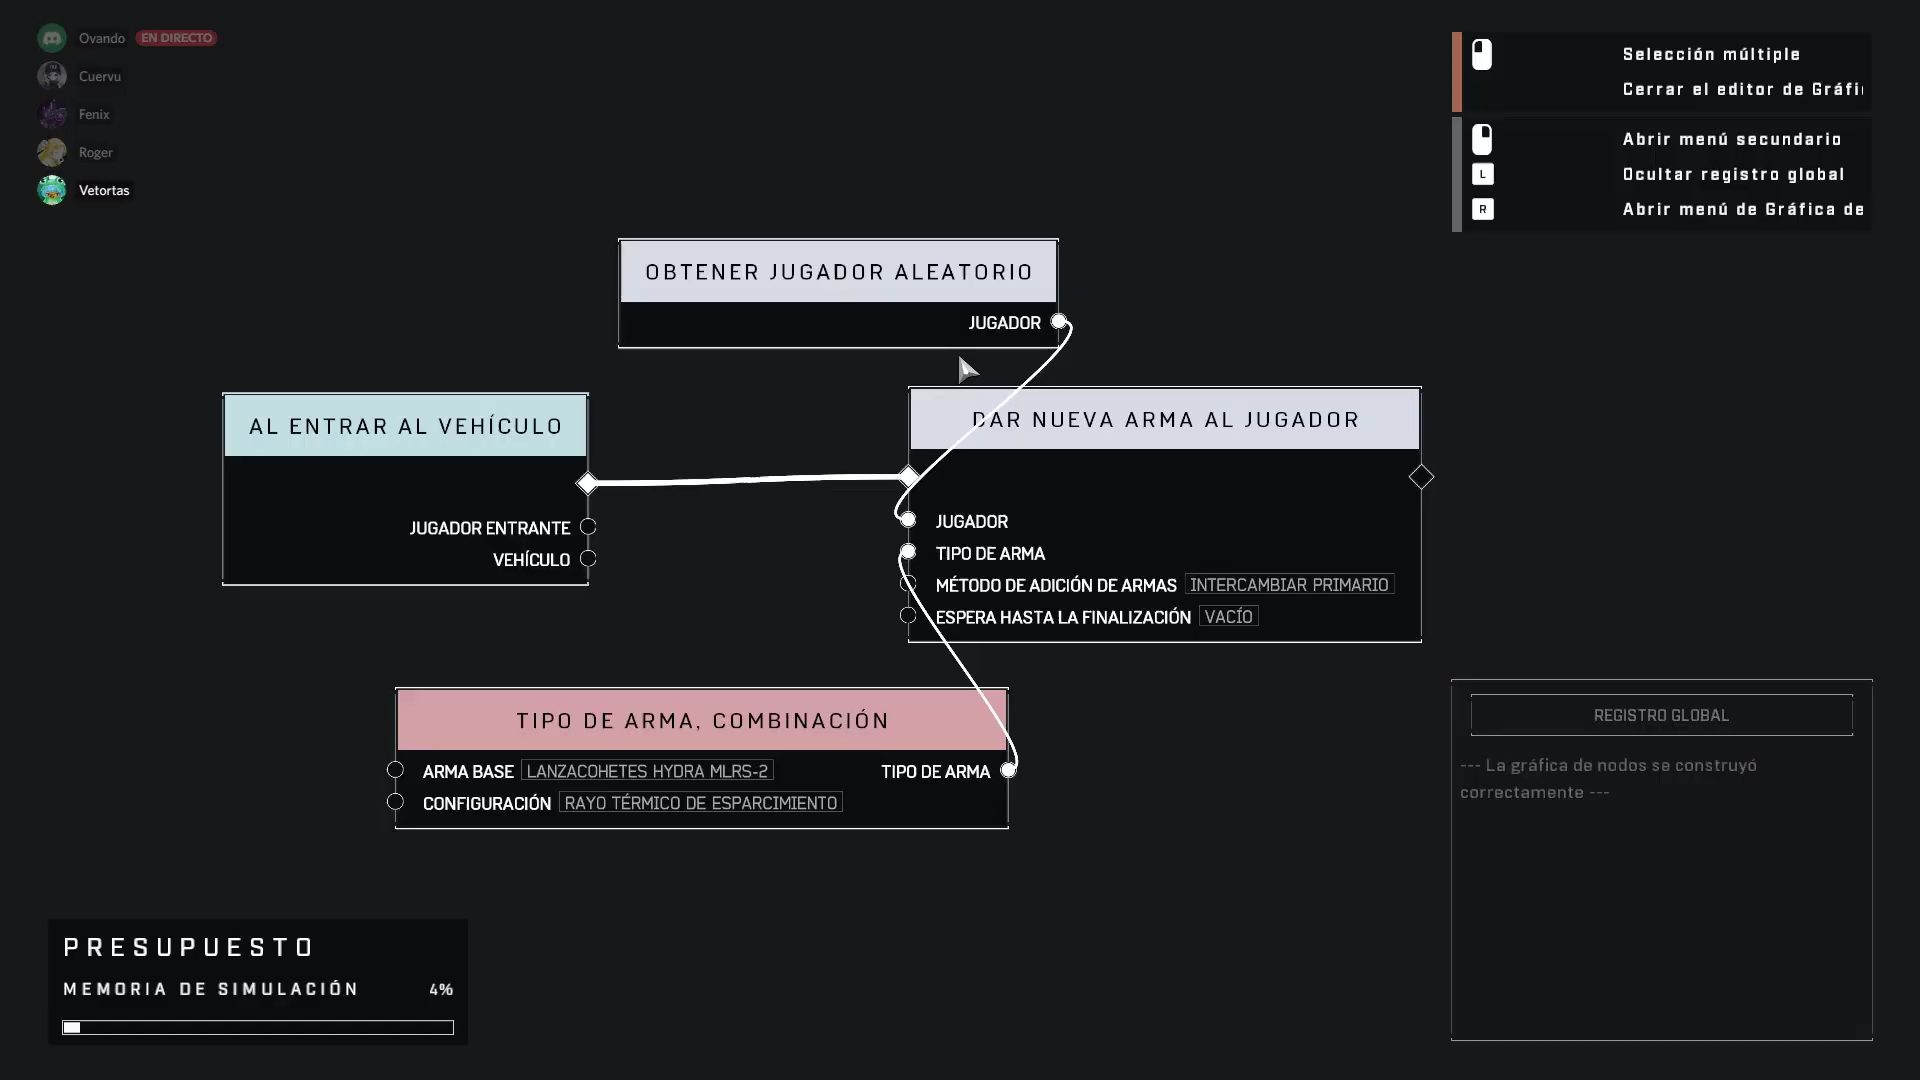 Ovando EN DIRECTO
Cuervu
Fenix
Roger
Vetortas
Selección múltiple
Cerrar el editor de Gráfi
Abrir menú secundario
L Ocultar registro global
R Abrir menú de Gráfica de
OBTENER JUGADOR ALEATORIO
JUGADOR
AL ENTRAR AL VEHÍCULO
JUGADOR ENTRANTE
VEHÍCULO
DAR NUEVA ARMA AL JUGADOR
JUGADOR
TIPO DE ARMA
MÉTODO DE ADICIÓN DE ARMAS INTERCAMBIAR PRIMARIO
ESPERA HASTA LA FINALIZACIÓN VACÍO
TIPO DE ARMA, COMBINACIÓN
ARMA BASE LANZACOHETES HYDRA MLRS-2 TIPO DE ARMA
CONFIGURACIÓN RAYO TÉRMICO DE ESPARCIMIENTO
REGISTRO GLOBAL
--- La gráfica de nodos se construyó
correctamente ---
PRESUPUESTO
MEMORIA DE SIMULACIÓN 4%